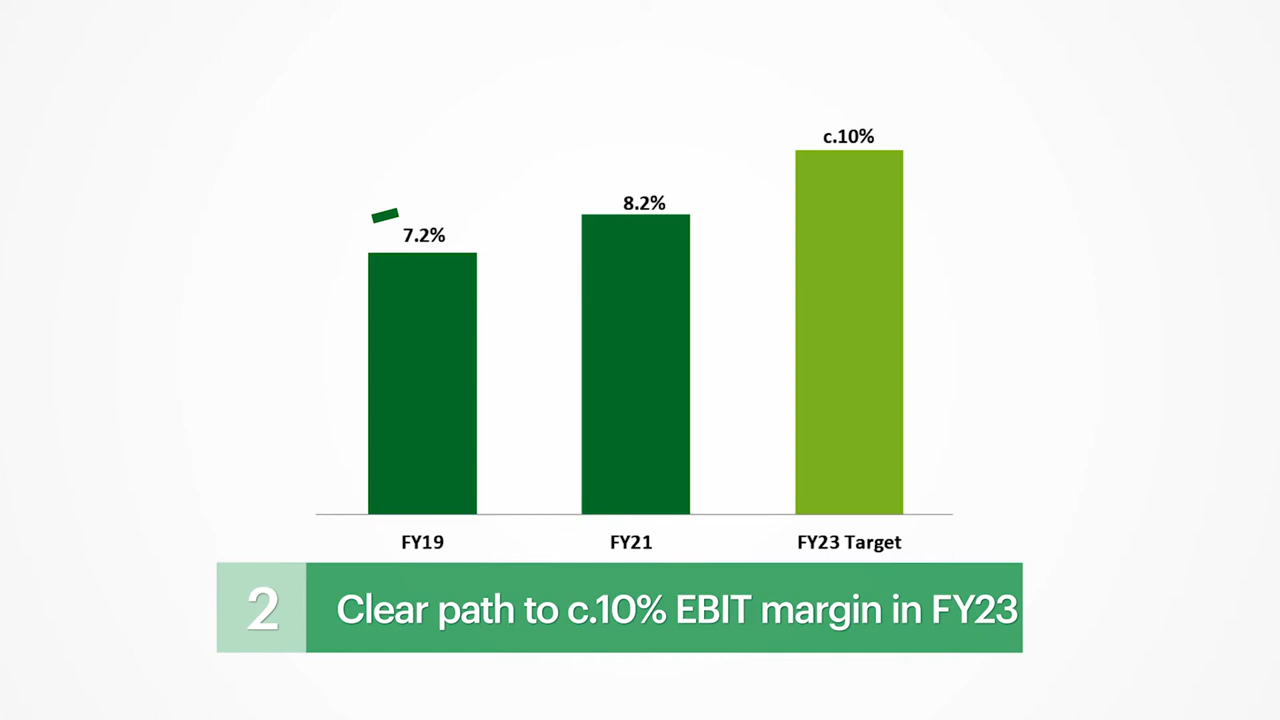 c.10%
8.2%
7.2%
FY19 FY21 FY23 Target
2 Clear path to c.10% EBIT margin in FY23